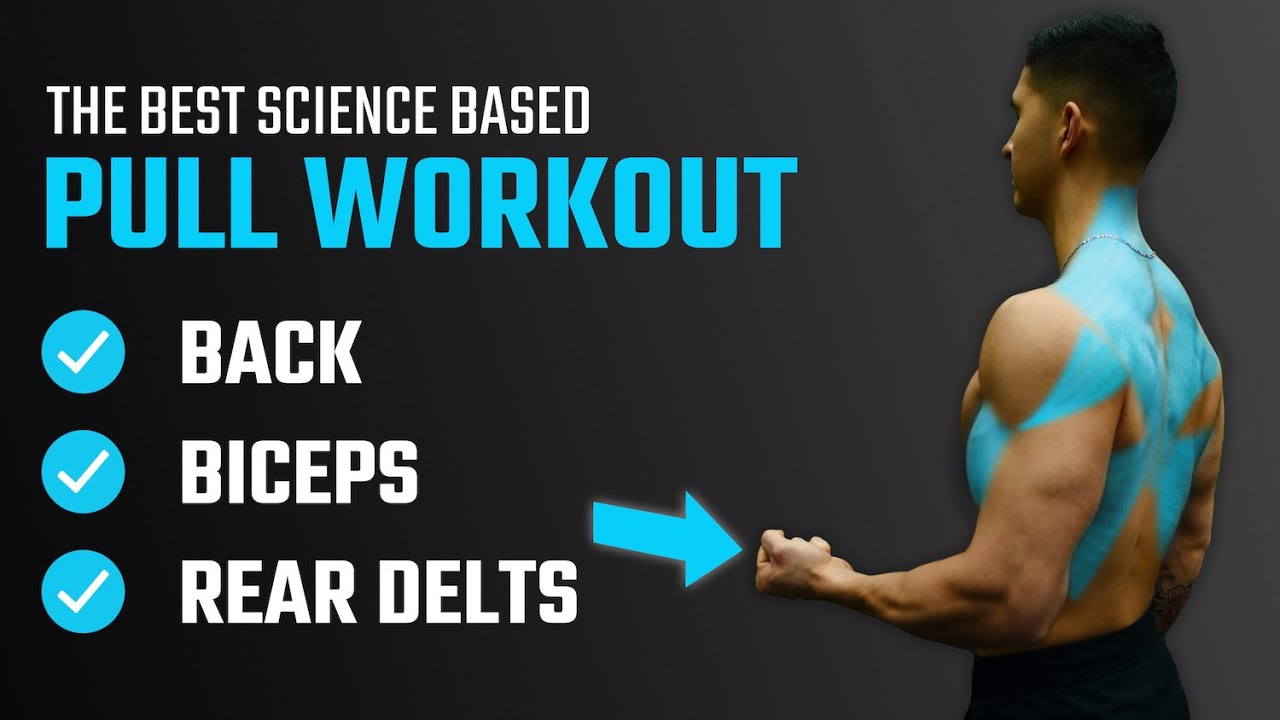 THE BEST SCIENCE BASED
PULL WORKOUT
BACK
BICEPS
REAR DELTS